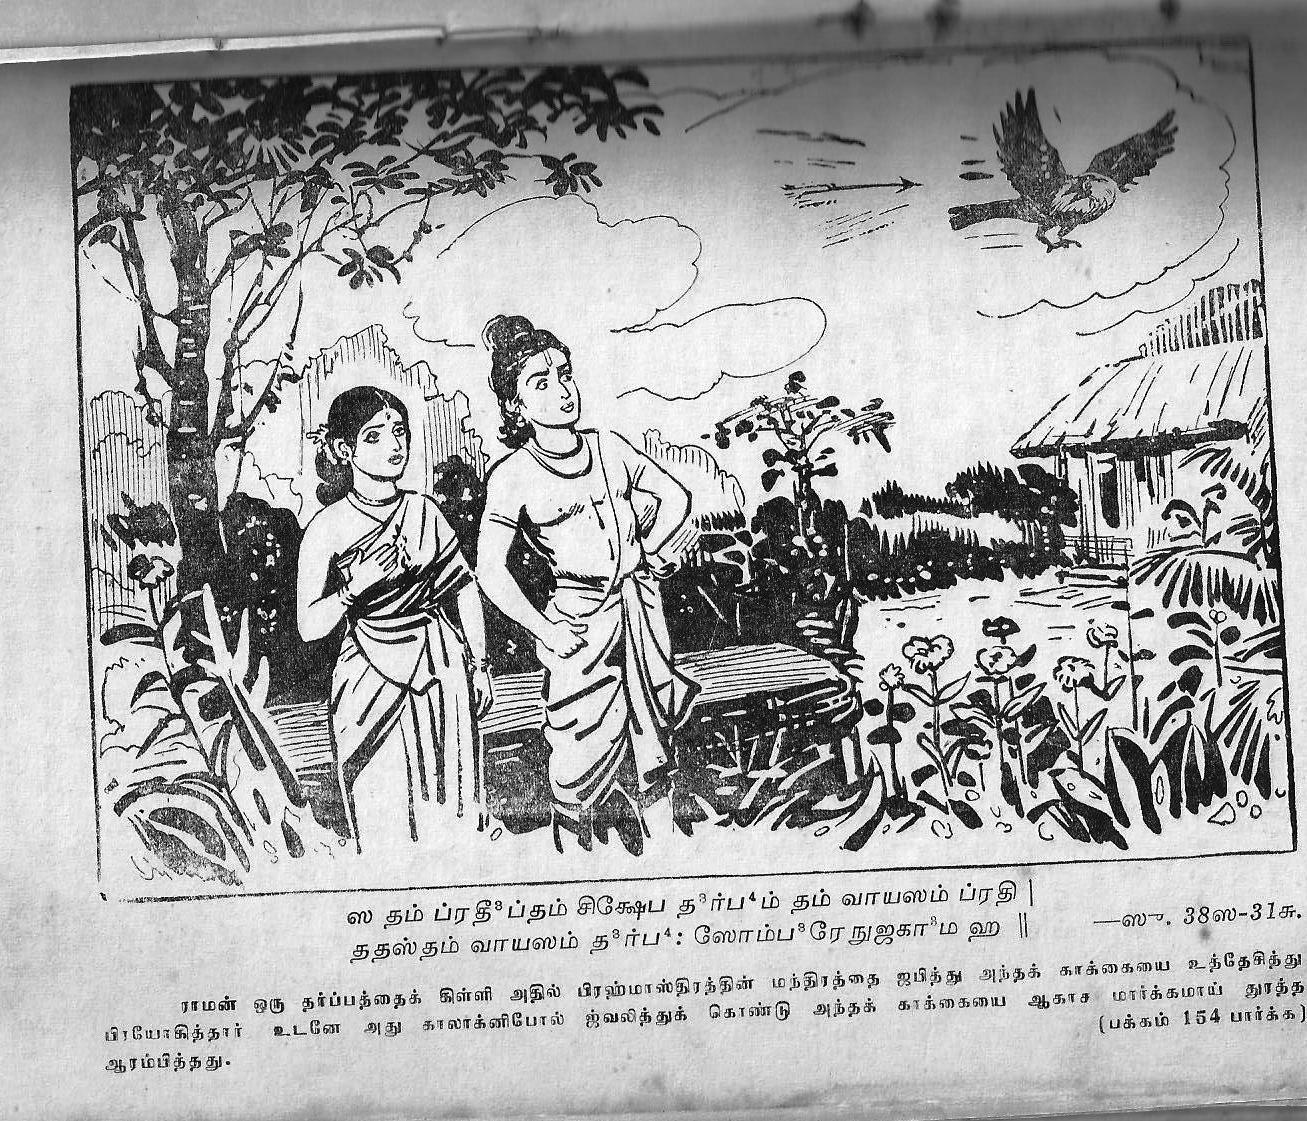 ஸ தம் ப்ரதீ³ப்தம் சிக்ஷேப த³ர்ப⁴ம் தம் வாயஸம் ப்ரதி |
ததஸ்தம் வாயஸம் த³ர்ப⁴: ஸோம்ப³ரேநுஜகா³ம ஹ || —ஸு. 38ஸ-31சு.
ராமன் ஒரு தர்ப்பத்தைக் கிள்ளி அதில் பிரஹ்மாஸ்திரத்தின் மந்திரத்தை ஜபித்து அந்தக் காக்கையை உத்தேசித்து
பிரயோகித்தார் உடனே அது காலாக்னிபோல் ஜ்வலித்துக் கொண்டு அந்தக் காக்கையை ஆகாச மார்க்கமாய் துரத்த
ஆரம்பித்தது. (பக்கம் 154 பார்க்க)